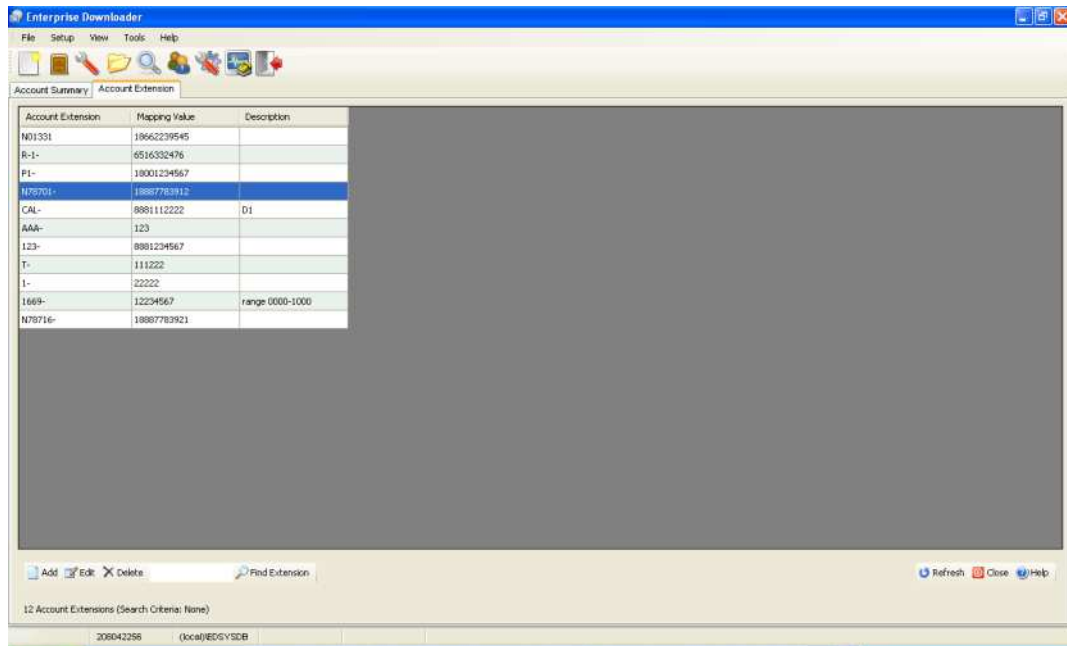 Enterprise Downloader
File Setup View Tools Help
Account Summary Account Extension
Account Extension Mapping Value Description
N01331 18662239545
R-1- 6516332476
P1- 18001234567
N78701- 18887783912
CAL- 8881112222 D1
AAA- 123
123- 8881234567
T- 111222
1- 22222
1669- 12234567 range 0000-1000
N78716- 18887783921
Add Edit Delete Find Extension Refresh Close Help
12 Account Extensions (Search Criteria: None)
208042256 (local)\EDSYSDB